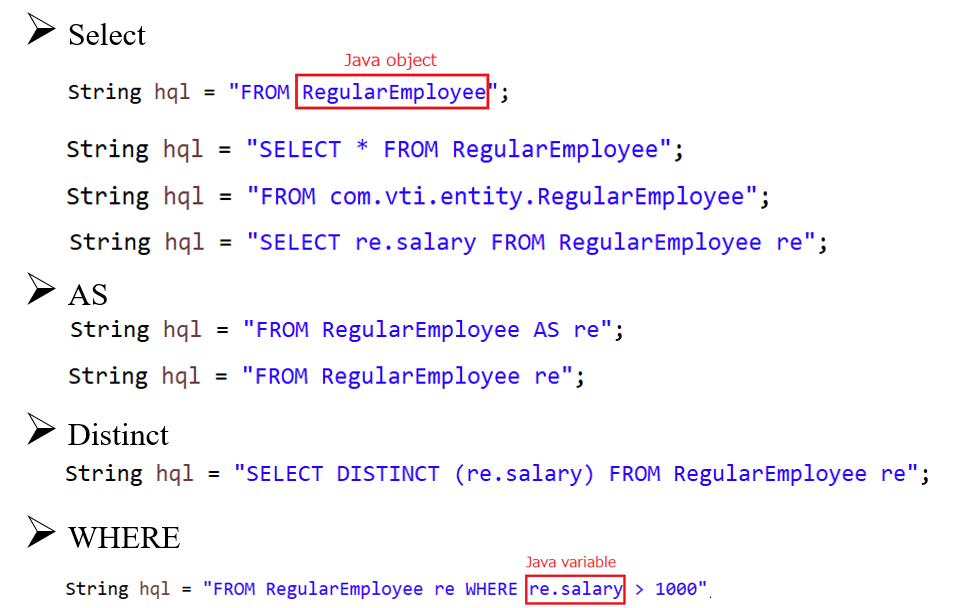 Select
Java object
String hql = "FROM RegularEmployee";
String hql = "SELECT * FROM RegularEmployee";
String hql = "FROM com.vti.entity.RegularEmployee";
String hql = "SELECT re.salary FROM RegularEmployee re";
AS
String hql = "FROM RegularEmployee AS re";
String hql = "FROM RegularEmployee re";
Distinct
String hql = "SELECT DISTINCT (re.salary) FROM RegularEmployee re";
WHERE
Java variable
String hql = "FROM RegularEmployee re WHERE re.salary > 1000"